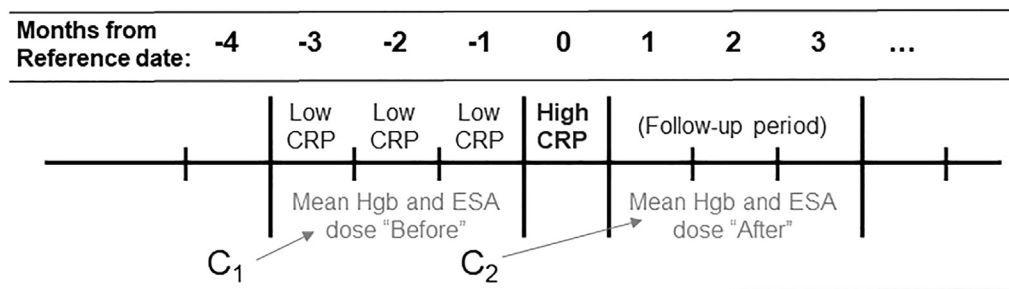 Months from
Reference date: -4 -3 -2 -1 0 1 2 3 ...
Low Low Low High
CRP CRP CRP CRP (Follow-up period)
Mean Hgb and ESA Mean Hgb and ESA
dose “Before” dose “After”
C1 C2